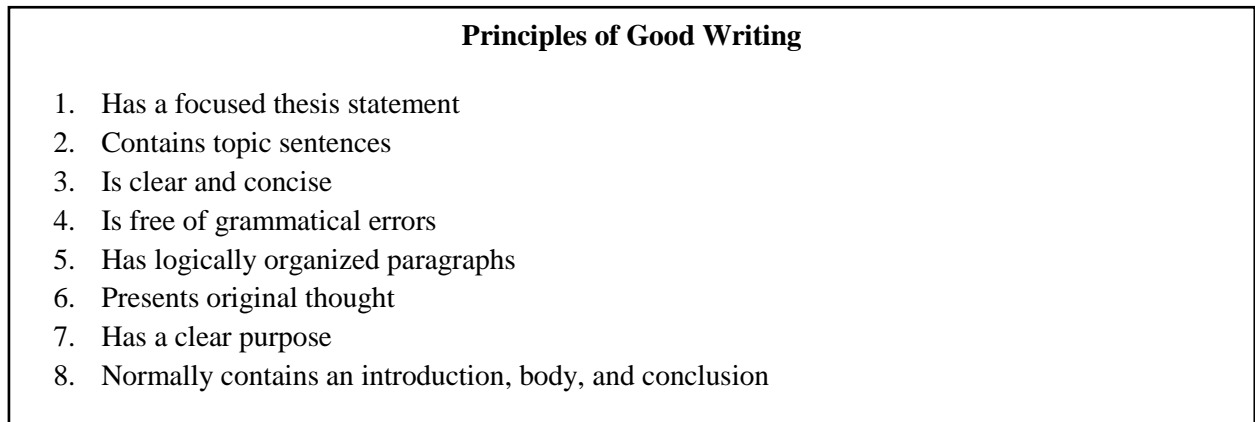 Principles of Good Writing
1. Has a focused thesis statement
2. Contains topic sentences
3. Is clear and concise
4. Is free of grammatical errors
5. Has logically organized paragraphs
6. Presents original thought
7. Has a clear purpose
8. Normally contains an introduction, body, and conclusion